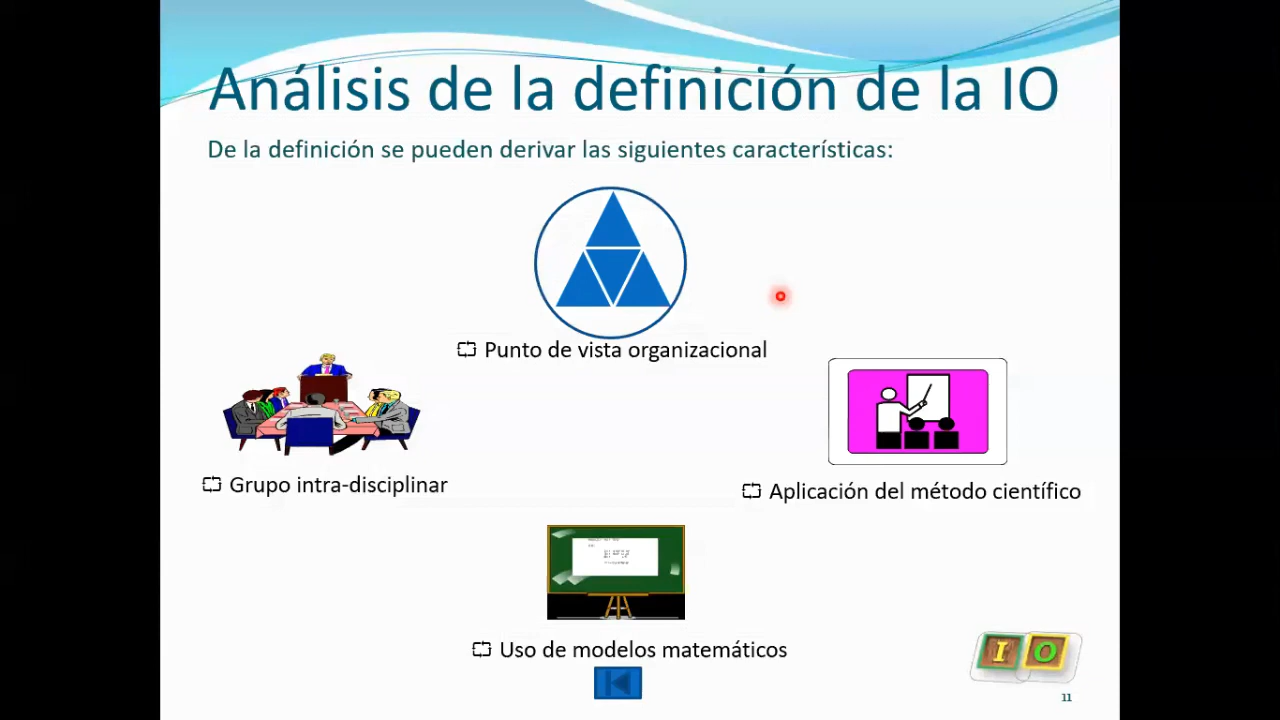 Análisis de la definición de la IO
De la definición se pueden derivar las siguientes características:
Punto de vista organizacional
Grupo intra-disciplinar
Aplicación del método científico
Uso de modelos matemáticos
I O
11